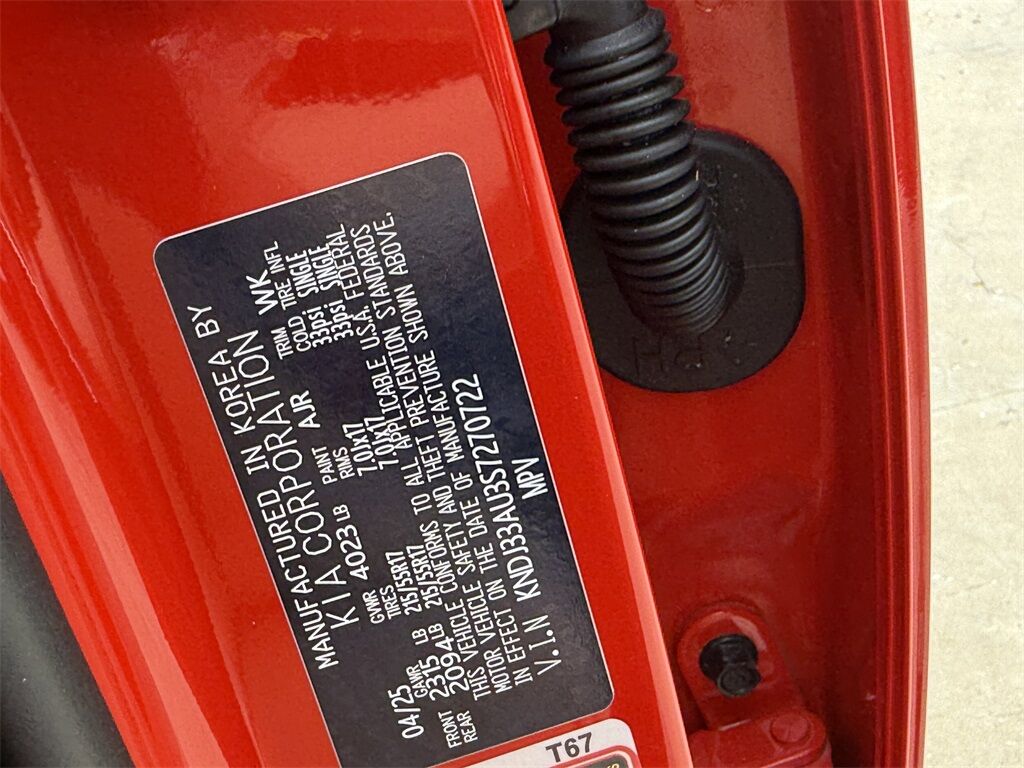 MANUFACTURED IN KOREA BY
KIA CORPORATION
04/25 GVWR 4023 LB PAINT AJR TRIM WK
GAWR TIRES RIMS COLD TIRE INFL
FRONT 2315 LB 215/55R17 7.0Jx17 33psi SINGLE
REAR 2094 LB 215/55R17 7.0Jx17 33psi SINGLE
THIS VEHICLE CONFORMS TO ALL APPLICABLE U.S.A. FEDERAL
MOTOR VEHICLE SAFETY AND THEFT PREVENTION STANDARDS
IN EFFECT ON THE DATE OF MANUFACTURE SHOWN ABOVE.
V.I.N KNDJ33AU3S7270722
MPV
T67